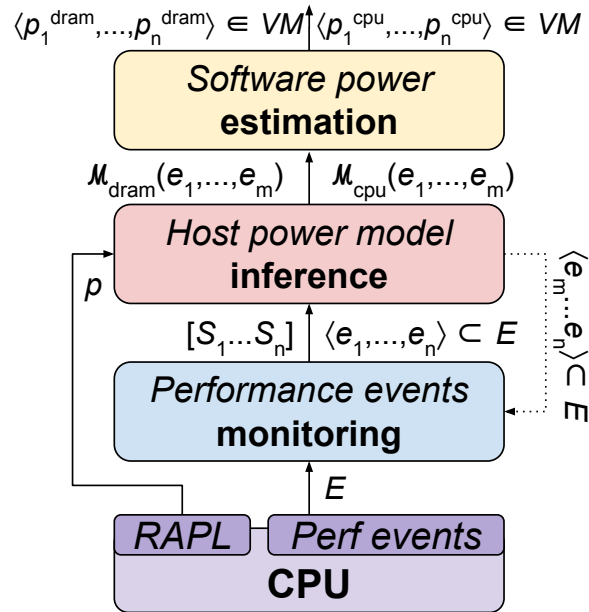 ⟨p₁ᵈʳᵃᵐ,...,pₙᵈʳᵃᵐ⟩ ∈ VM ⟨p₁ᶜᵖᵘ,...,pₙᶜᵖᵘ⟩ ∈ VM
Software power
estimation
ℳdram(e₁,...,eₘ) ℳcpu(e₁,...,eₘ)
Host power model
inference
p
⟨eₘ...eₙ⟩ ⊂ E
[S₁...Sₙ] ⟨e₁,...,eₙ⟩ ⊂ E
Performance events
monitoring
E
RAPL Perf events
CPU